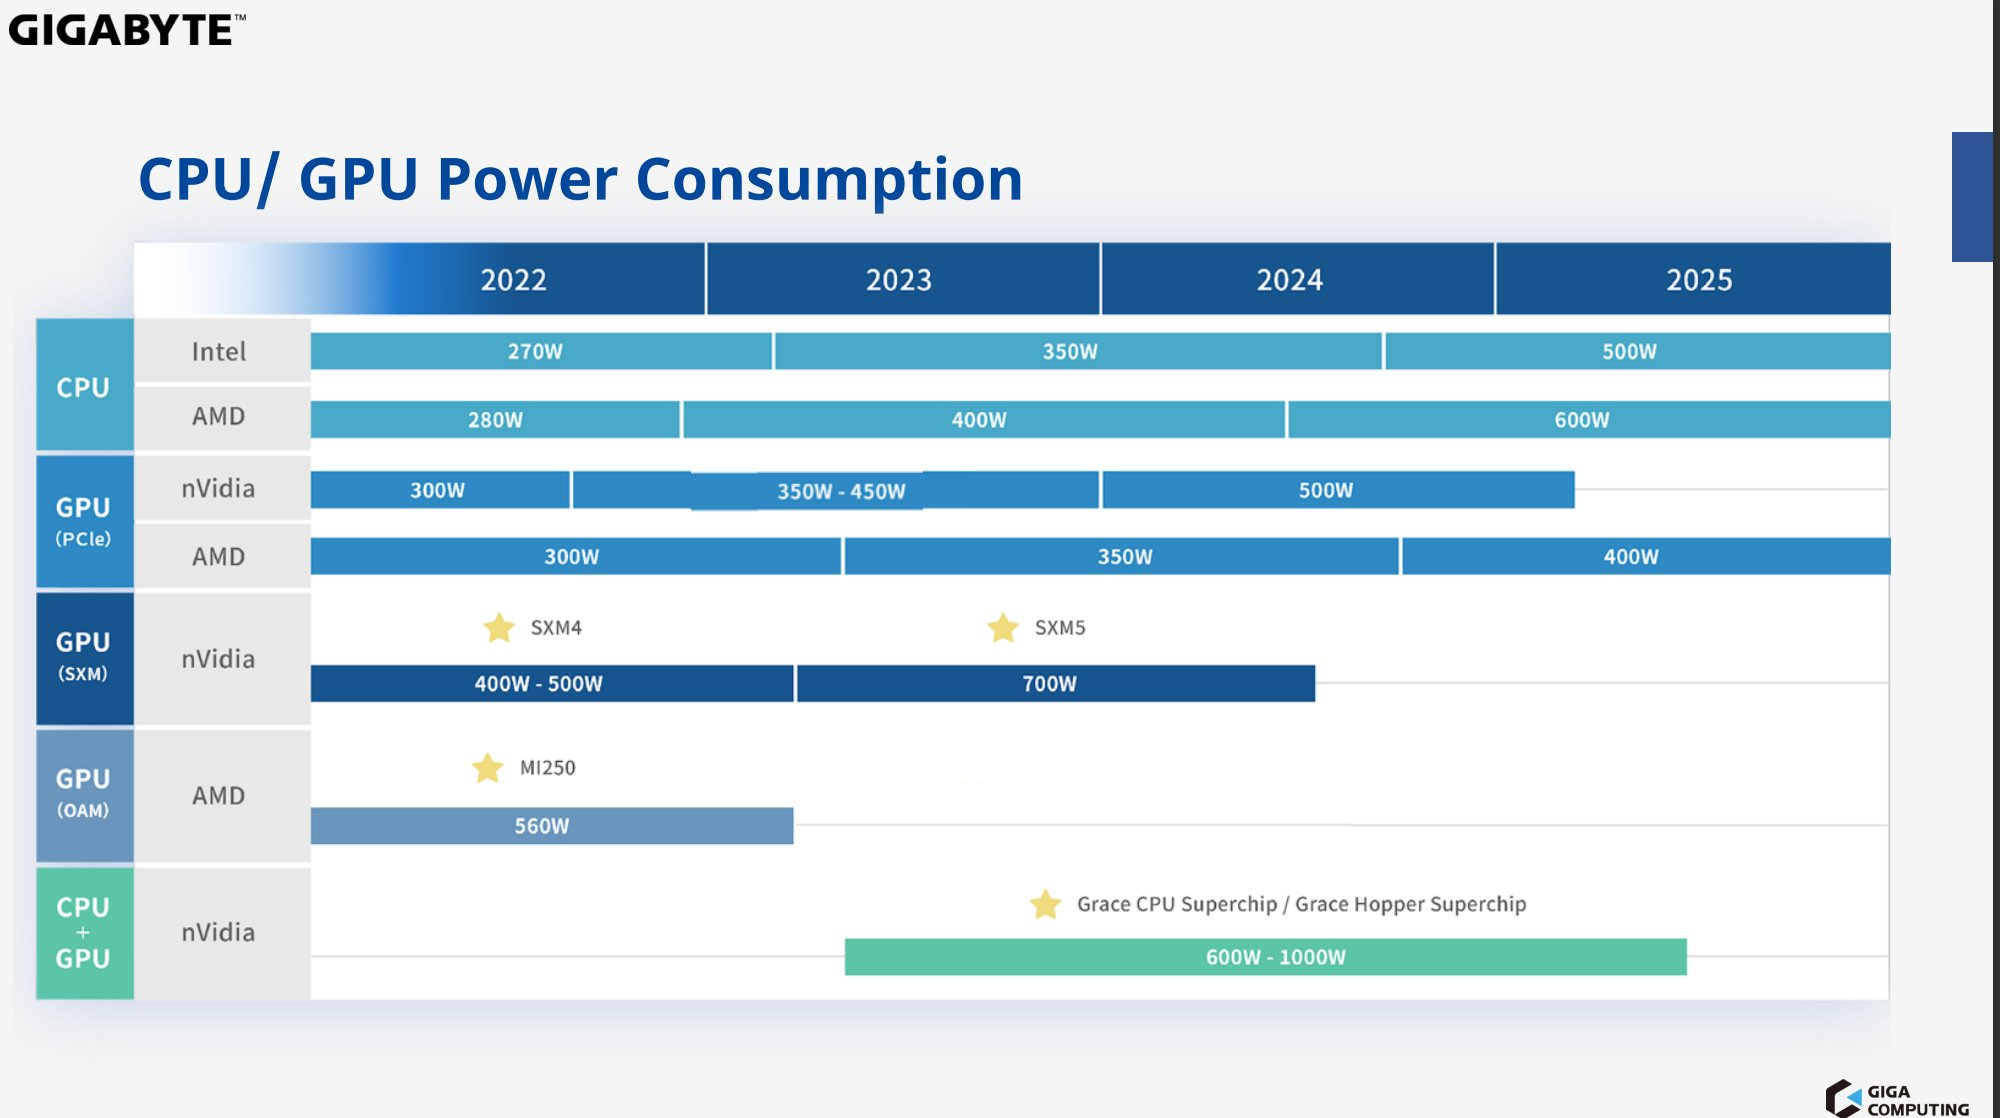 GIGABYTE™
CPU/ GPU Power Consumption
2022 2023 2024 2025
CPU
Intel 270W 350W 500W
AMD 280W 400W 600W
GPU
(PCIe)
nVidia 300W 350W - 450W 500W
AMD 300W 350W 400W
GPU
(SXM)
nVidia
SXM4 SXM5
400W - 500W 700W
GPU
(OAM)
AMD
MI250
560W
CPU
+
GPU
nVidia
Grace CPU Superchip / Grace Hopper Superchip
600W - 1000W
GIGA
COMPUTING